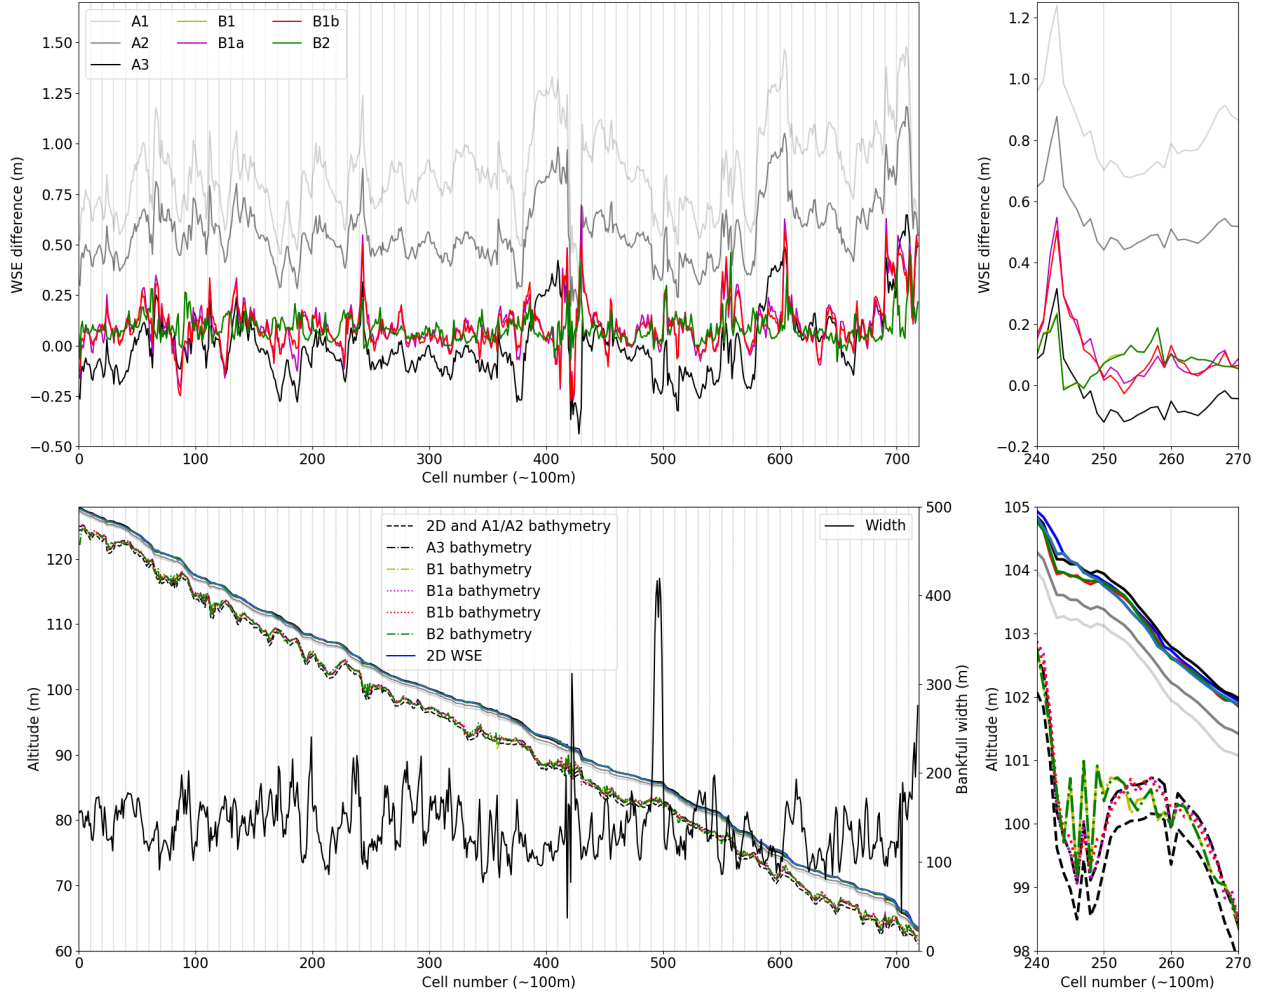 A1
B1
B1b
A2
B1a
B2
A3
WSE difference (m)
1.50
1.25
1.00
0.75
0.50
0.25
0.00
−0.25
−0.50
0
100
200
300
400
500
600
700
Cell number (~100m)
WSE difference (m)
1.2
1.0
0.8
0.6
0.4
0.2
0.0
−0.2
240
250
260
270
Cell number (~100m)
2D and A1/A2 bathymetry
A3 bathymetry
B1 bathymetry
B1a bathymetry
B1b bathymetry
B2 bathymetry
2D WSE
Width
Altitude (m)
120
110
100
90
80
70
60
0
100
200
300
400
500
600
700
Cell number (~100m)
500
400
300
200
100
0
Bankfull width (m)
Altitude (m)
105
104
103
102
101
100
99
98
240
250
260
270
Cell number (~100m)